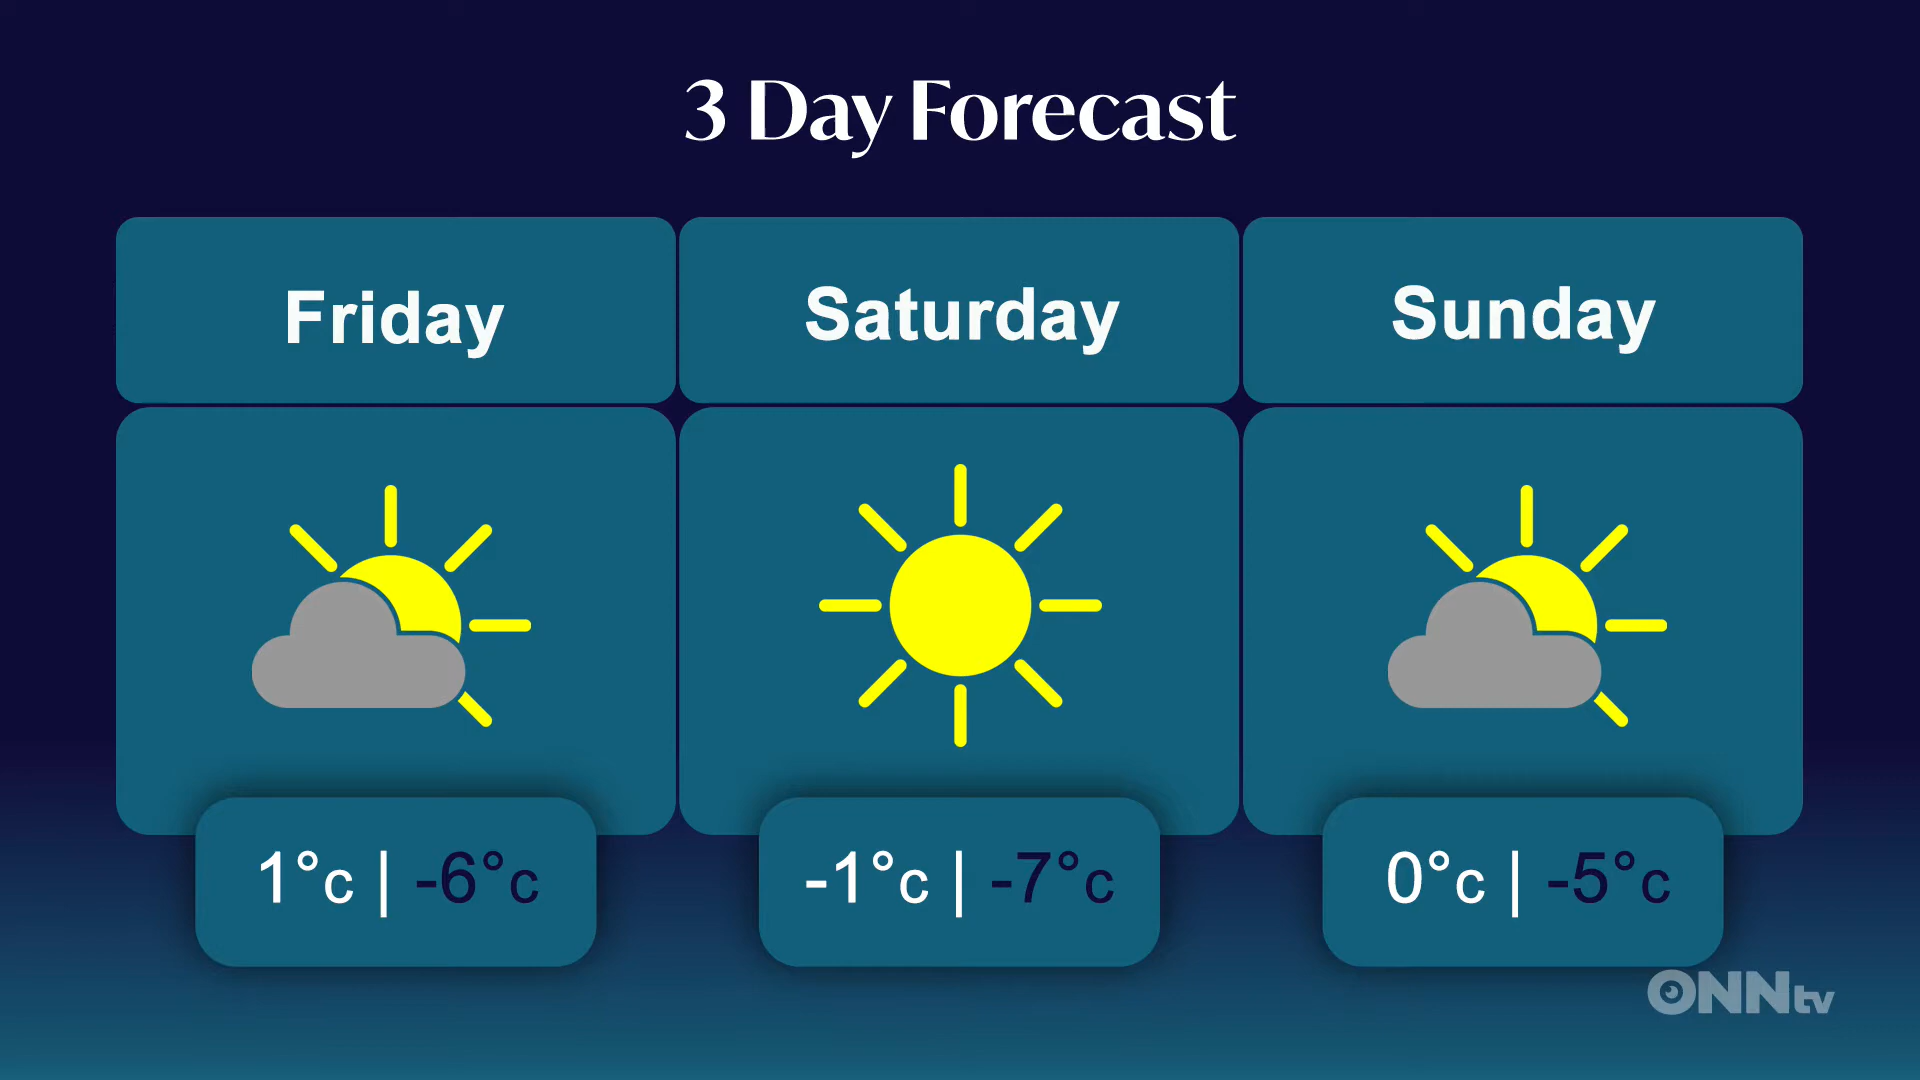 3 Day Forecast
Friday
Saturday
Sunday
1°c | -6°c
-1°c | -7°c
0°c | -5°c
ONNtv